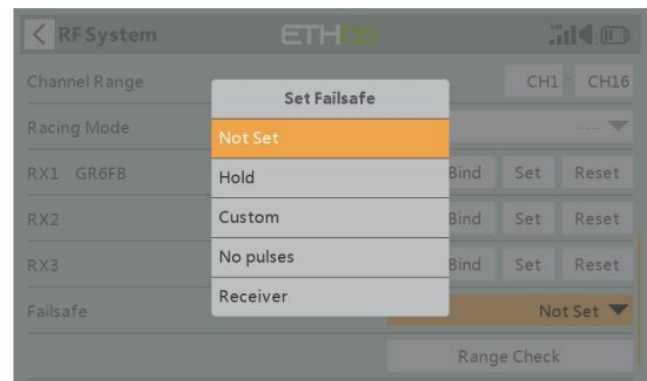 RF System ETHOS
Channel Range CH1 - CH16
Set Failsafe
Racing Mode ---
Not Set
RX1 GR6FB Bind Set Reset
Hold
RX2 Bind Set Reset
Custom
RX3 Bind Set Reset
No pulses
Receiver
Failsafe Not Set
Range Check